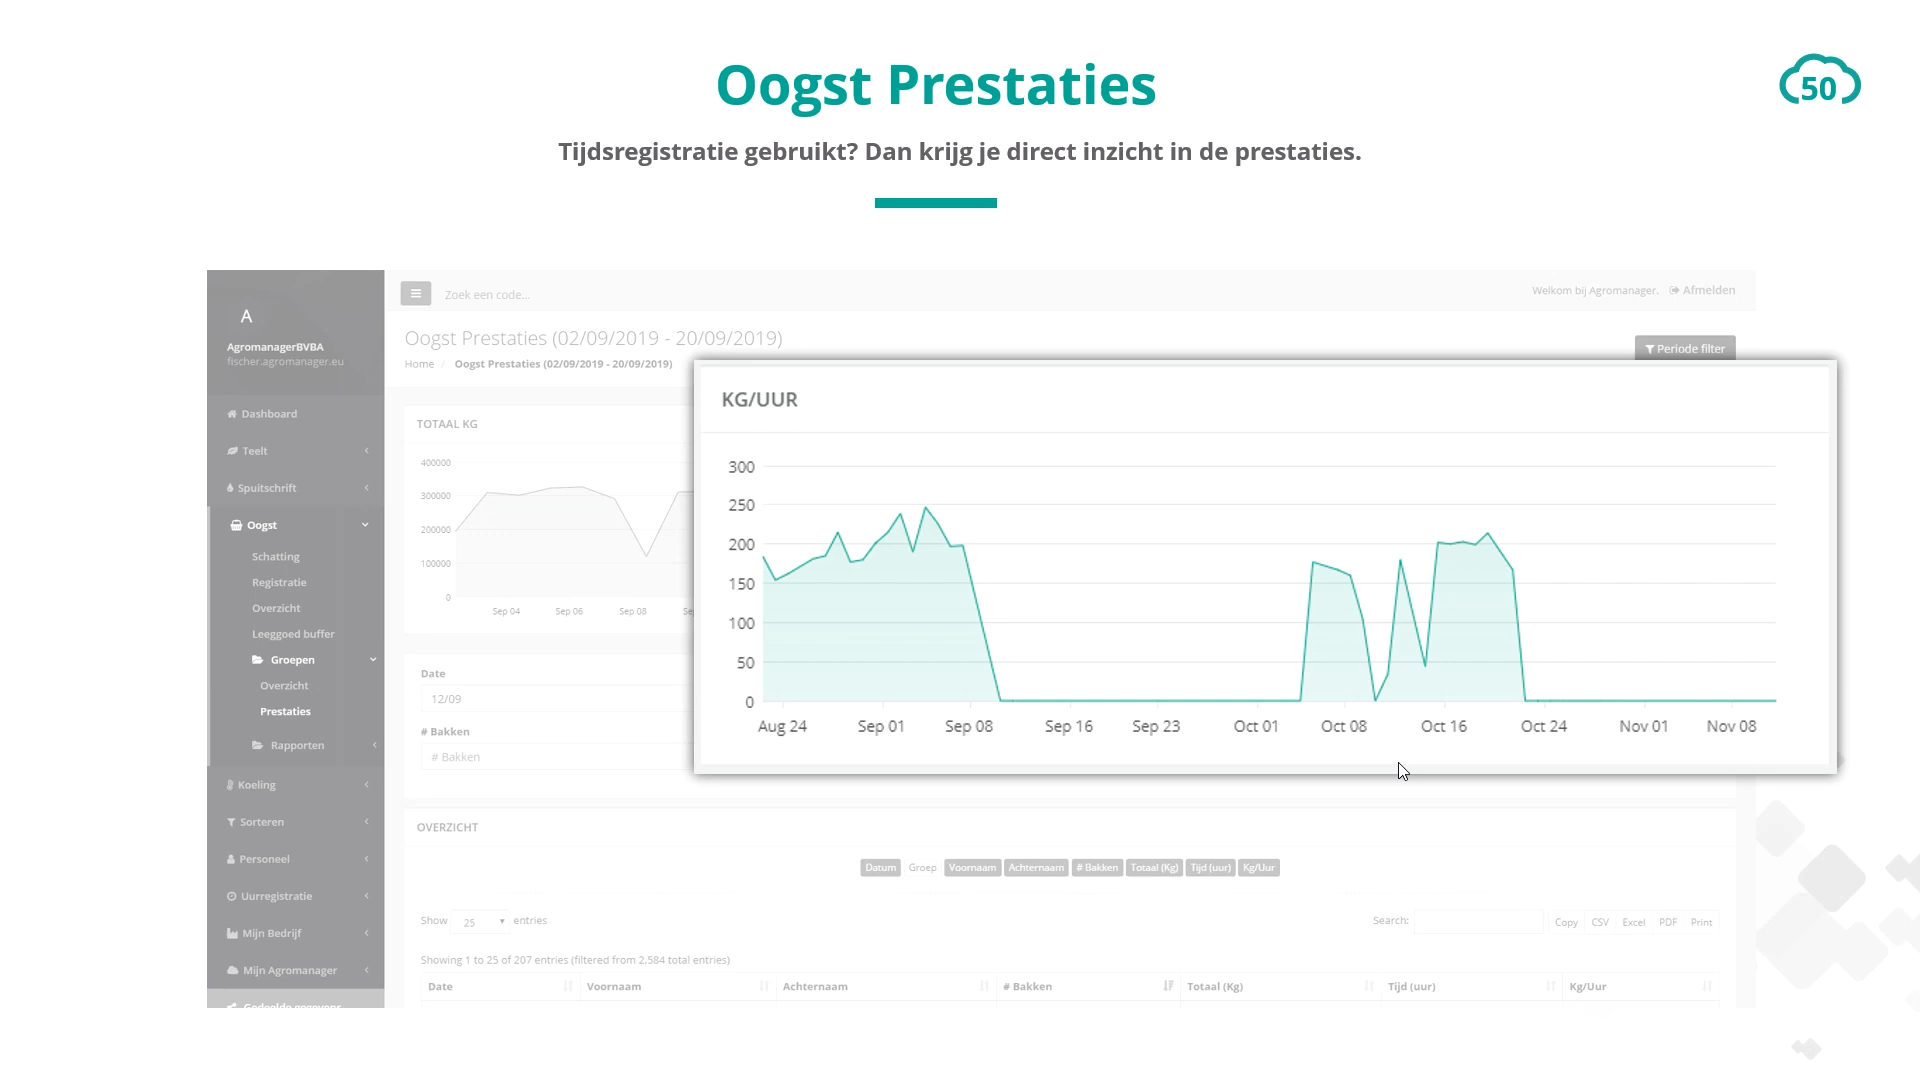 Oogst Prestaties
50
Tijdsregistratie gebruikt? Dan krijg je direct inzicht in de prestaties.
A
AgromanagerBVBA
fischer.agromanager.eu
Dashboard
Teelt
Spuitschrift
Oogst
Schatting
Registratie
Overzicht
Leeggoed buffer
Groepen
Overzicht
Prestaties
Rapporten
Koeling
Sorteren
Personeel
Uurregistratie
Mijn Bedrijf
Mijn Agromanager
Gedeelde gegevens
Zoek een code...
Welkom bij Agromanager.
Afmelden
Oogst Prestaties (02/09/2019 - 20/09/2019)
Home / Oogst Prestaties (02/09/2019 - 20/09/2019)
Periode filter
TOTAAL KG
400000
300000
200000
100000
0
Sep 04 Sep 06 Sep 08
KG/UUR
300
250
200
150
100
50
0
Aug 24 Sep 01 Sep 08 Sep 16 Sep 23 Oct 01 Oct 08 Oct 16 Oct 24 Nov 01 Nov 08
Date
12/09
# Bakken
# Bakken
OVERZICHT
Datum Groep Voornaam Achternaam # Bakken Totaal (Kg) Tijd (uur) Kg/Uur
Show 25 entries
Search:
Copy CSV Excel PDF Print
Showing 1 to 25 of 207 entries (filtered from 2,584 total entries)
Date Voornaam Achternaam # Bakken Totaal (Kg) Tijd (uur) Kg/Uur